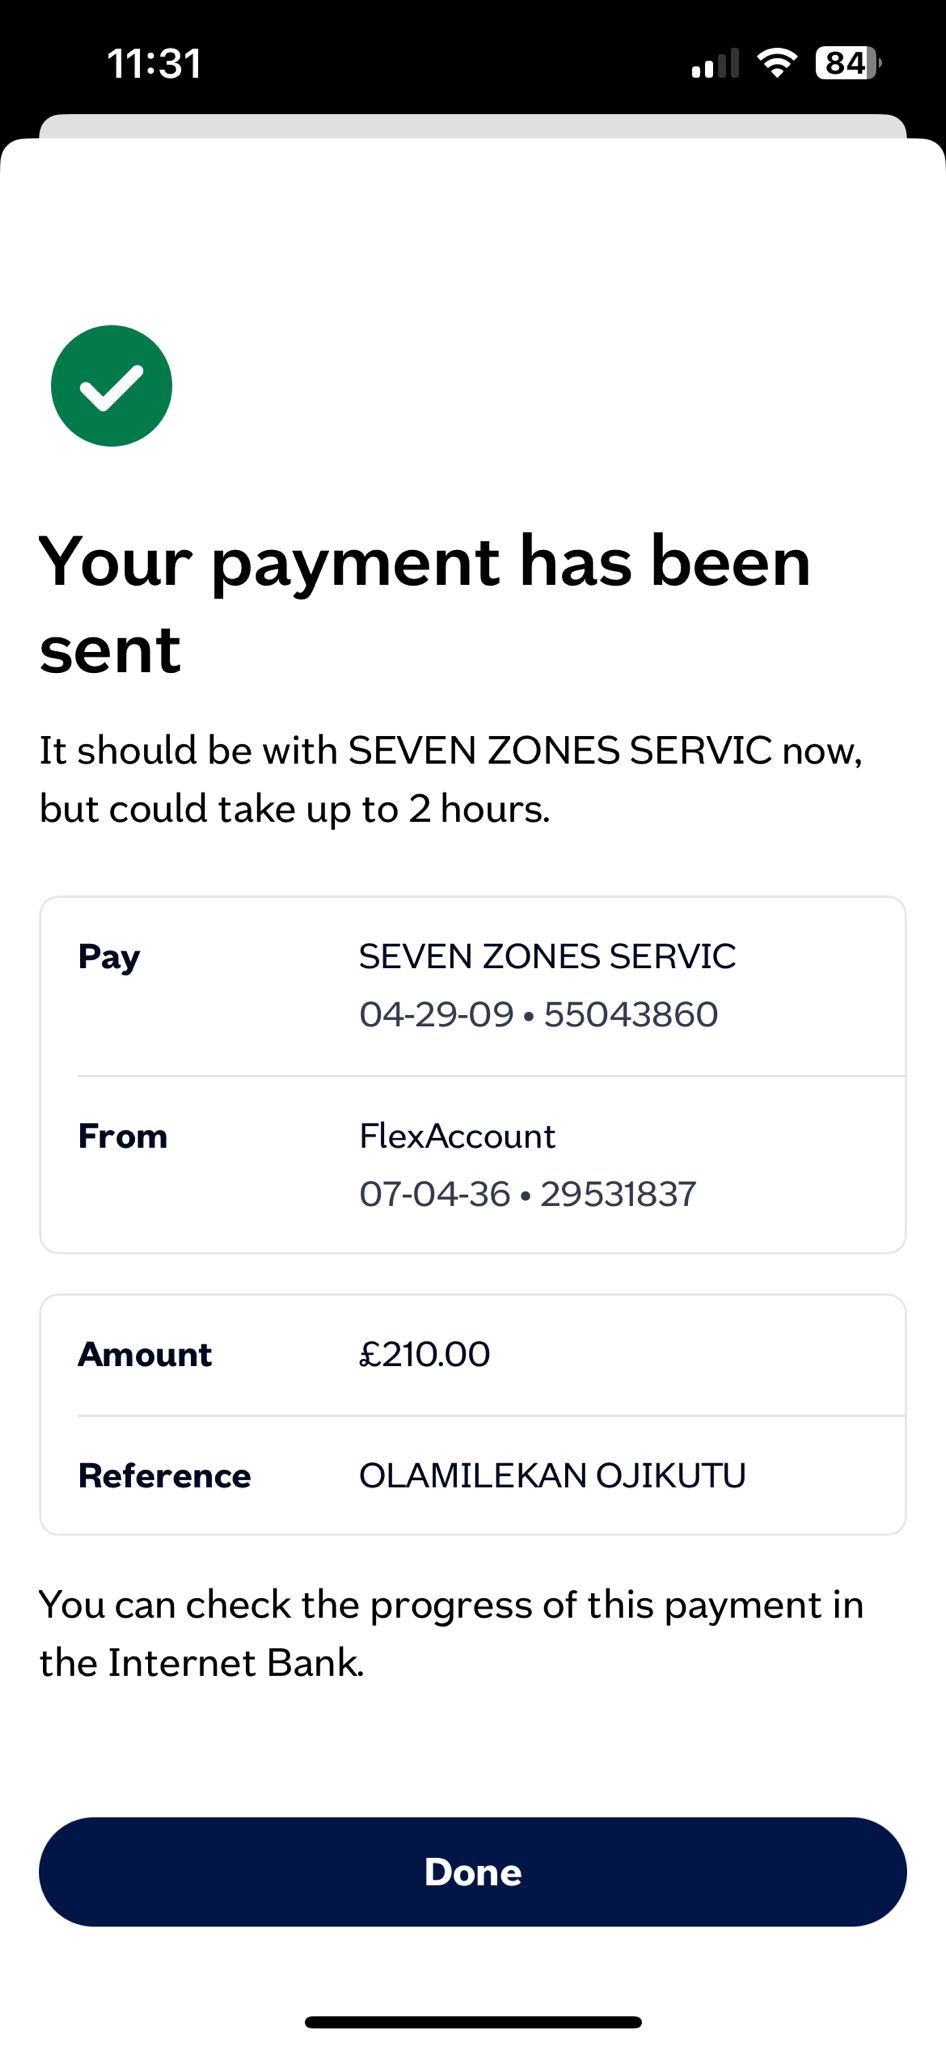 11:31
84
Your payment has been
sent
It should be with SEVEN ZONES SERVIC now,
but could take up to 2 hours.
Pay SEVEN ZONES SERVIC
04-29-09 • 55043860
From FlexAccount
07-04-36 • 29531837
Amount £210.00
Reference OLAMILEKAN OJIKUTU
You can check the progress of this payment in
the Internet Bank.
Done